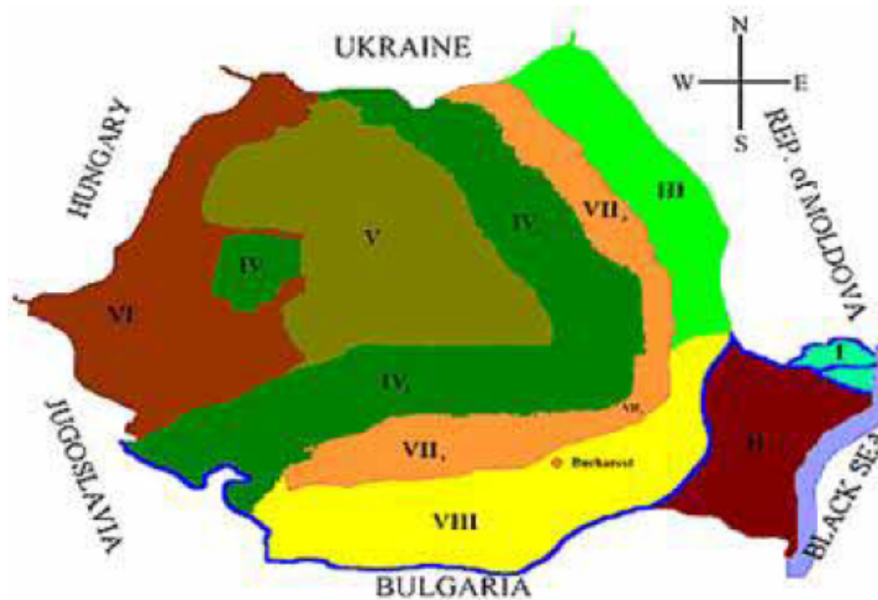 UKRAINE
N
W E
S
HUNGARY
REP. of MOLDOVA
III
VII
IV
V
IV
VI
I
IV
VII
II
Bucharest
VIII
JUGOSLAVIA
BLACK SEA
BULGARIA